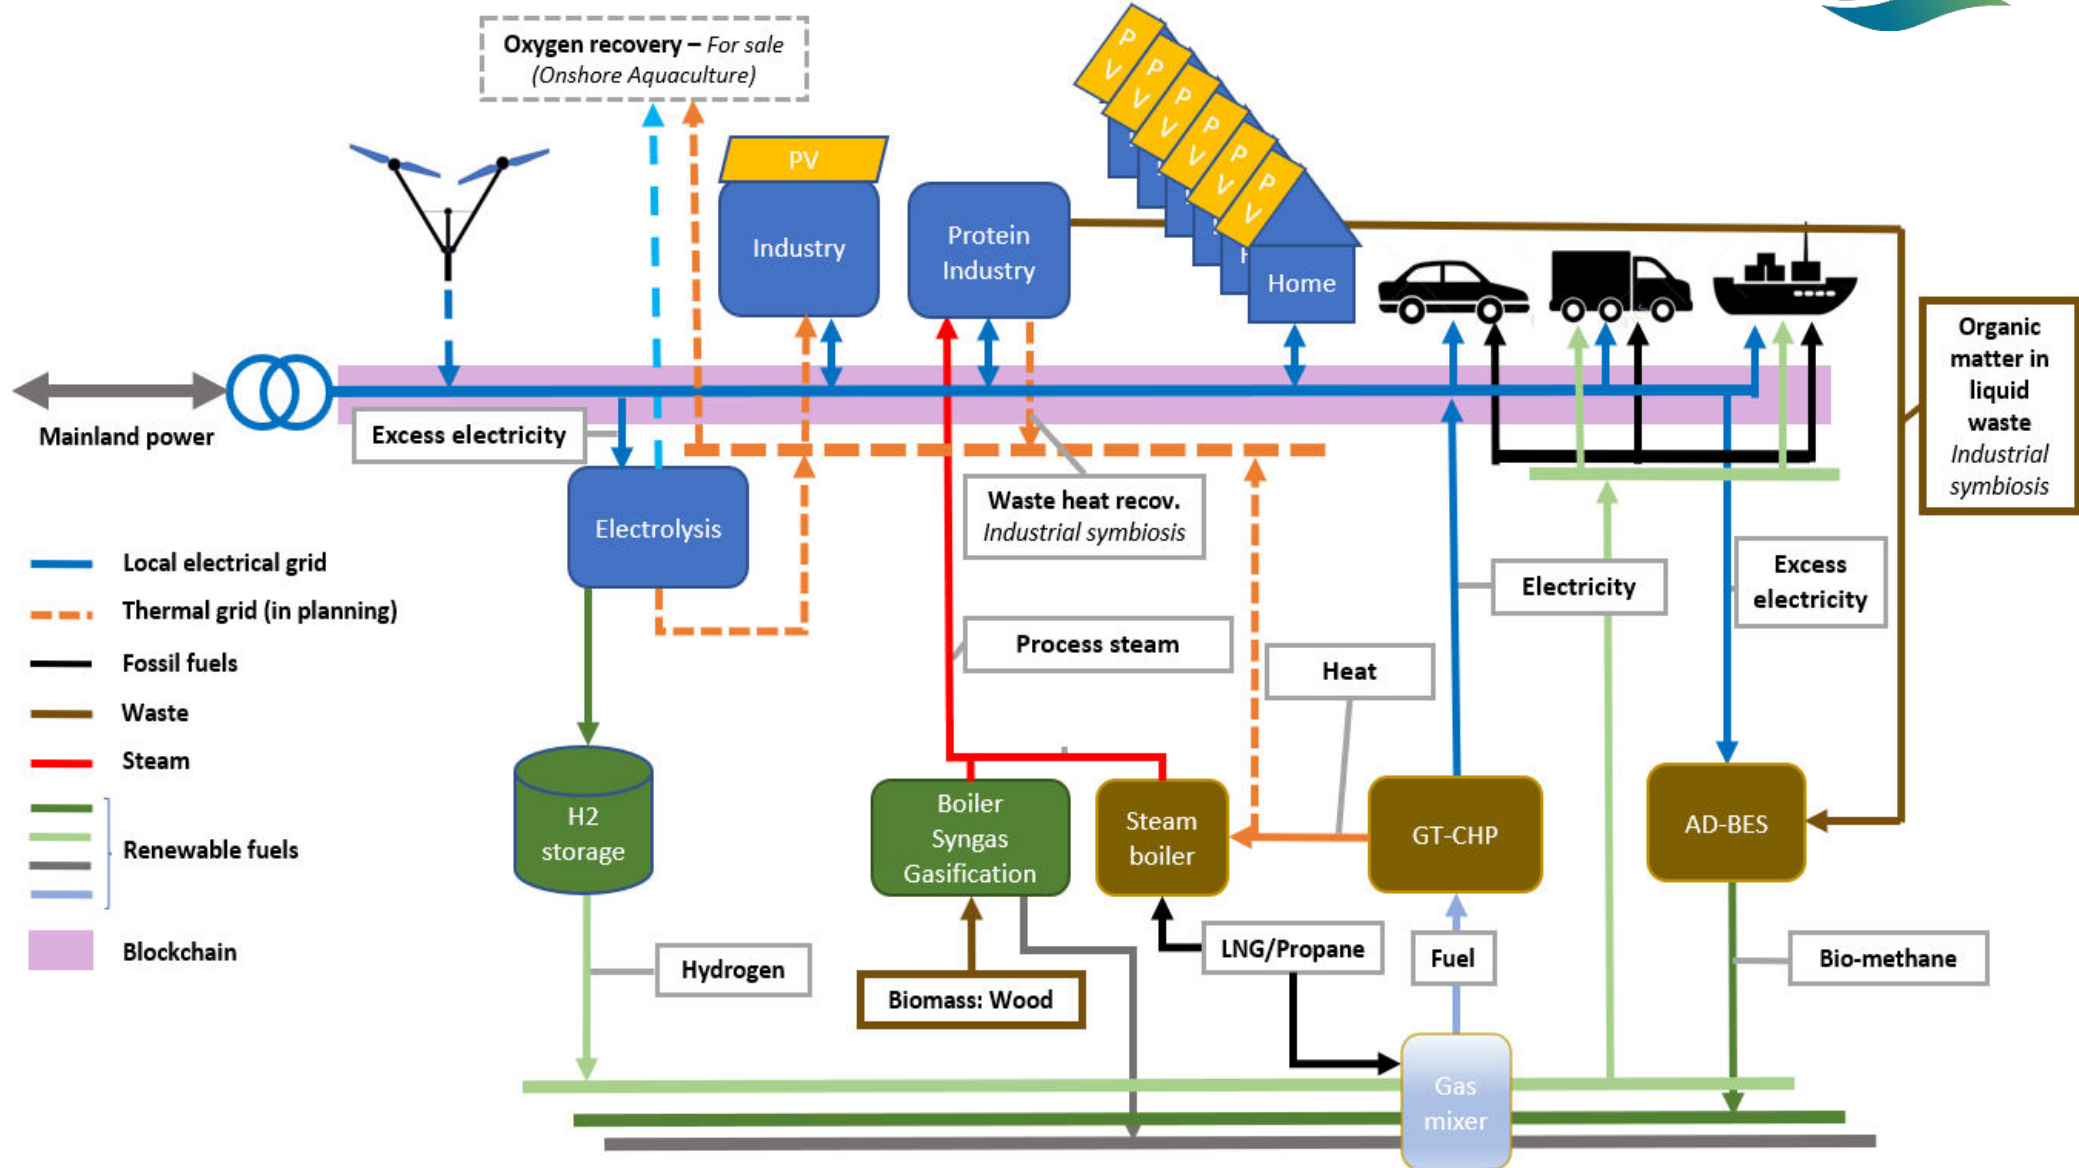 Oxygen recovery – For sale
(Onshore Aquaculture)
P
V
P
V
P
V
P
V
P
V
P
V
PV
Industry
Protein
Industry
Home
Mainland power
Excess electricity
Organic
matter in
liquid
waste
Industrial
symbiosis
Waste heat recov.
Industrial symbiosis
Electrolysis
Electricity
Excess
electricity
Local electrical grid
Thermal grid (in planning)
Fossil fuels
Waste
Steam
Renewable fuels
Blockchain
Process steam
Heat
H2
storage
Boiler
Syngas
Gasification
Steam
boiler
GT-CHP
AD-BES
Hydrogen
Biomass: Wood
LNG/Propane
Fuel
Bio-methane
Gas
mixer